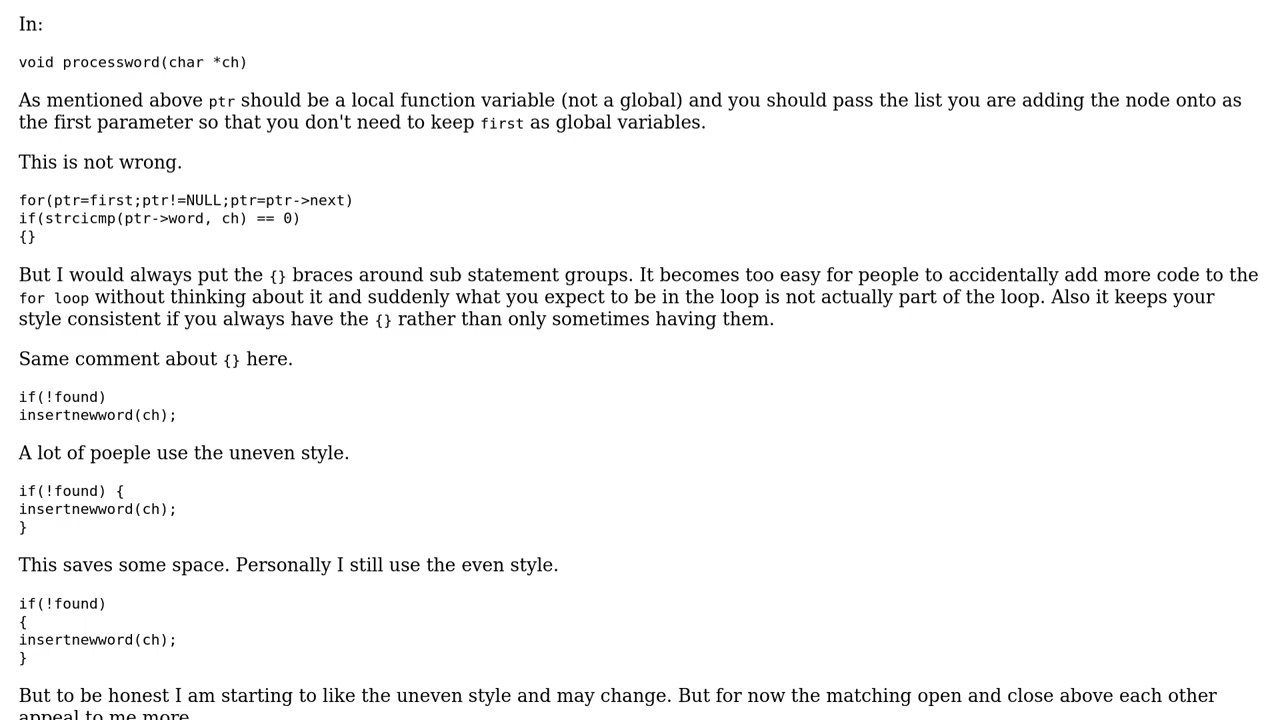 In:
void processword(char *ch)
As mentioned above ptr should be a local function variable (not a global) and you should pass the list you are adding the node onto as
the first parameter so that you don't need to keep first as global variables.
This is not wrong.
for(ptr=first;ptr!=NULL;ptr=ptr->next)
if(strcicmp(ptr->word, ch) == 0)
{}
But I would always put the {} braces around sub statement groups. It becomes too easy for people to accidentally add more code to the
for loop without thinking about it and suddenly what you expect to be in the loop is not actually part of the loop. Also it keeps your
style consistent if you always have the {} rather than only sometimes having them.
Same comment about {} here.
if(!found)
insertnewword(ch);
A lot of poeple use the uneven style.
if(!found) {
insertnewword(ch);
}
This saves some space. Personally I still use the even style.
if(!found)
{
insertnewword(ch);
}
But to be honest I am starting to like the uneven style and may change. But for now the matching open and close above each other
appeal to me more.